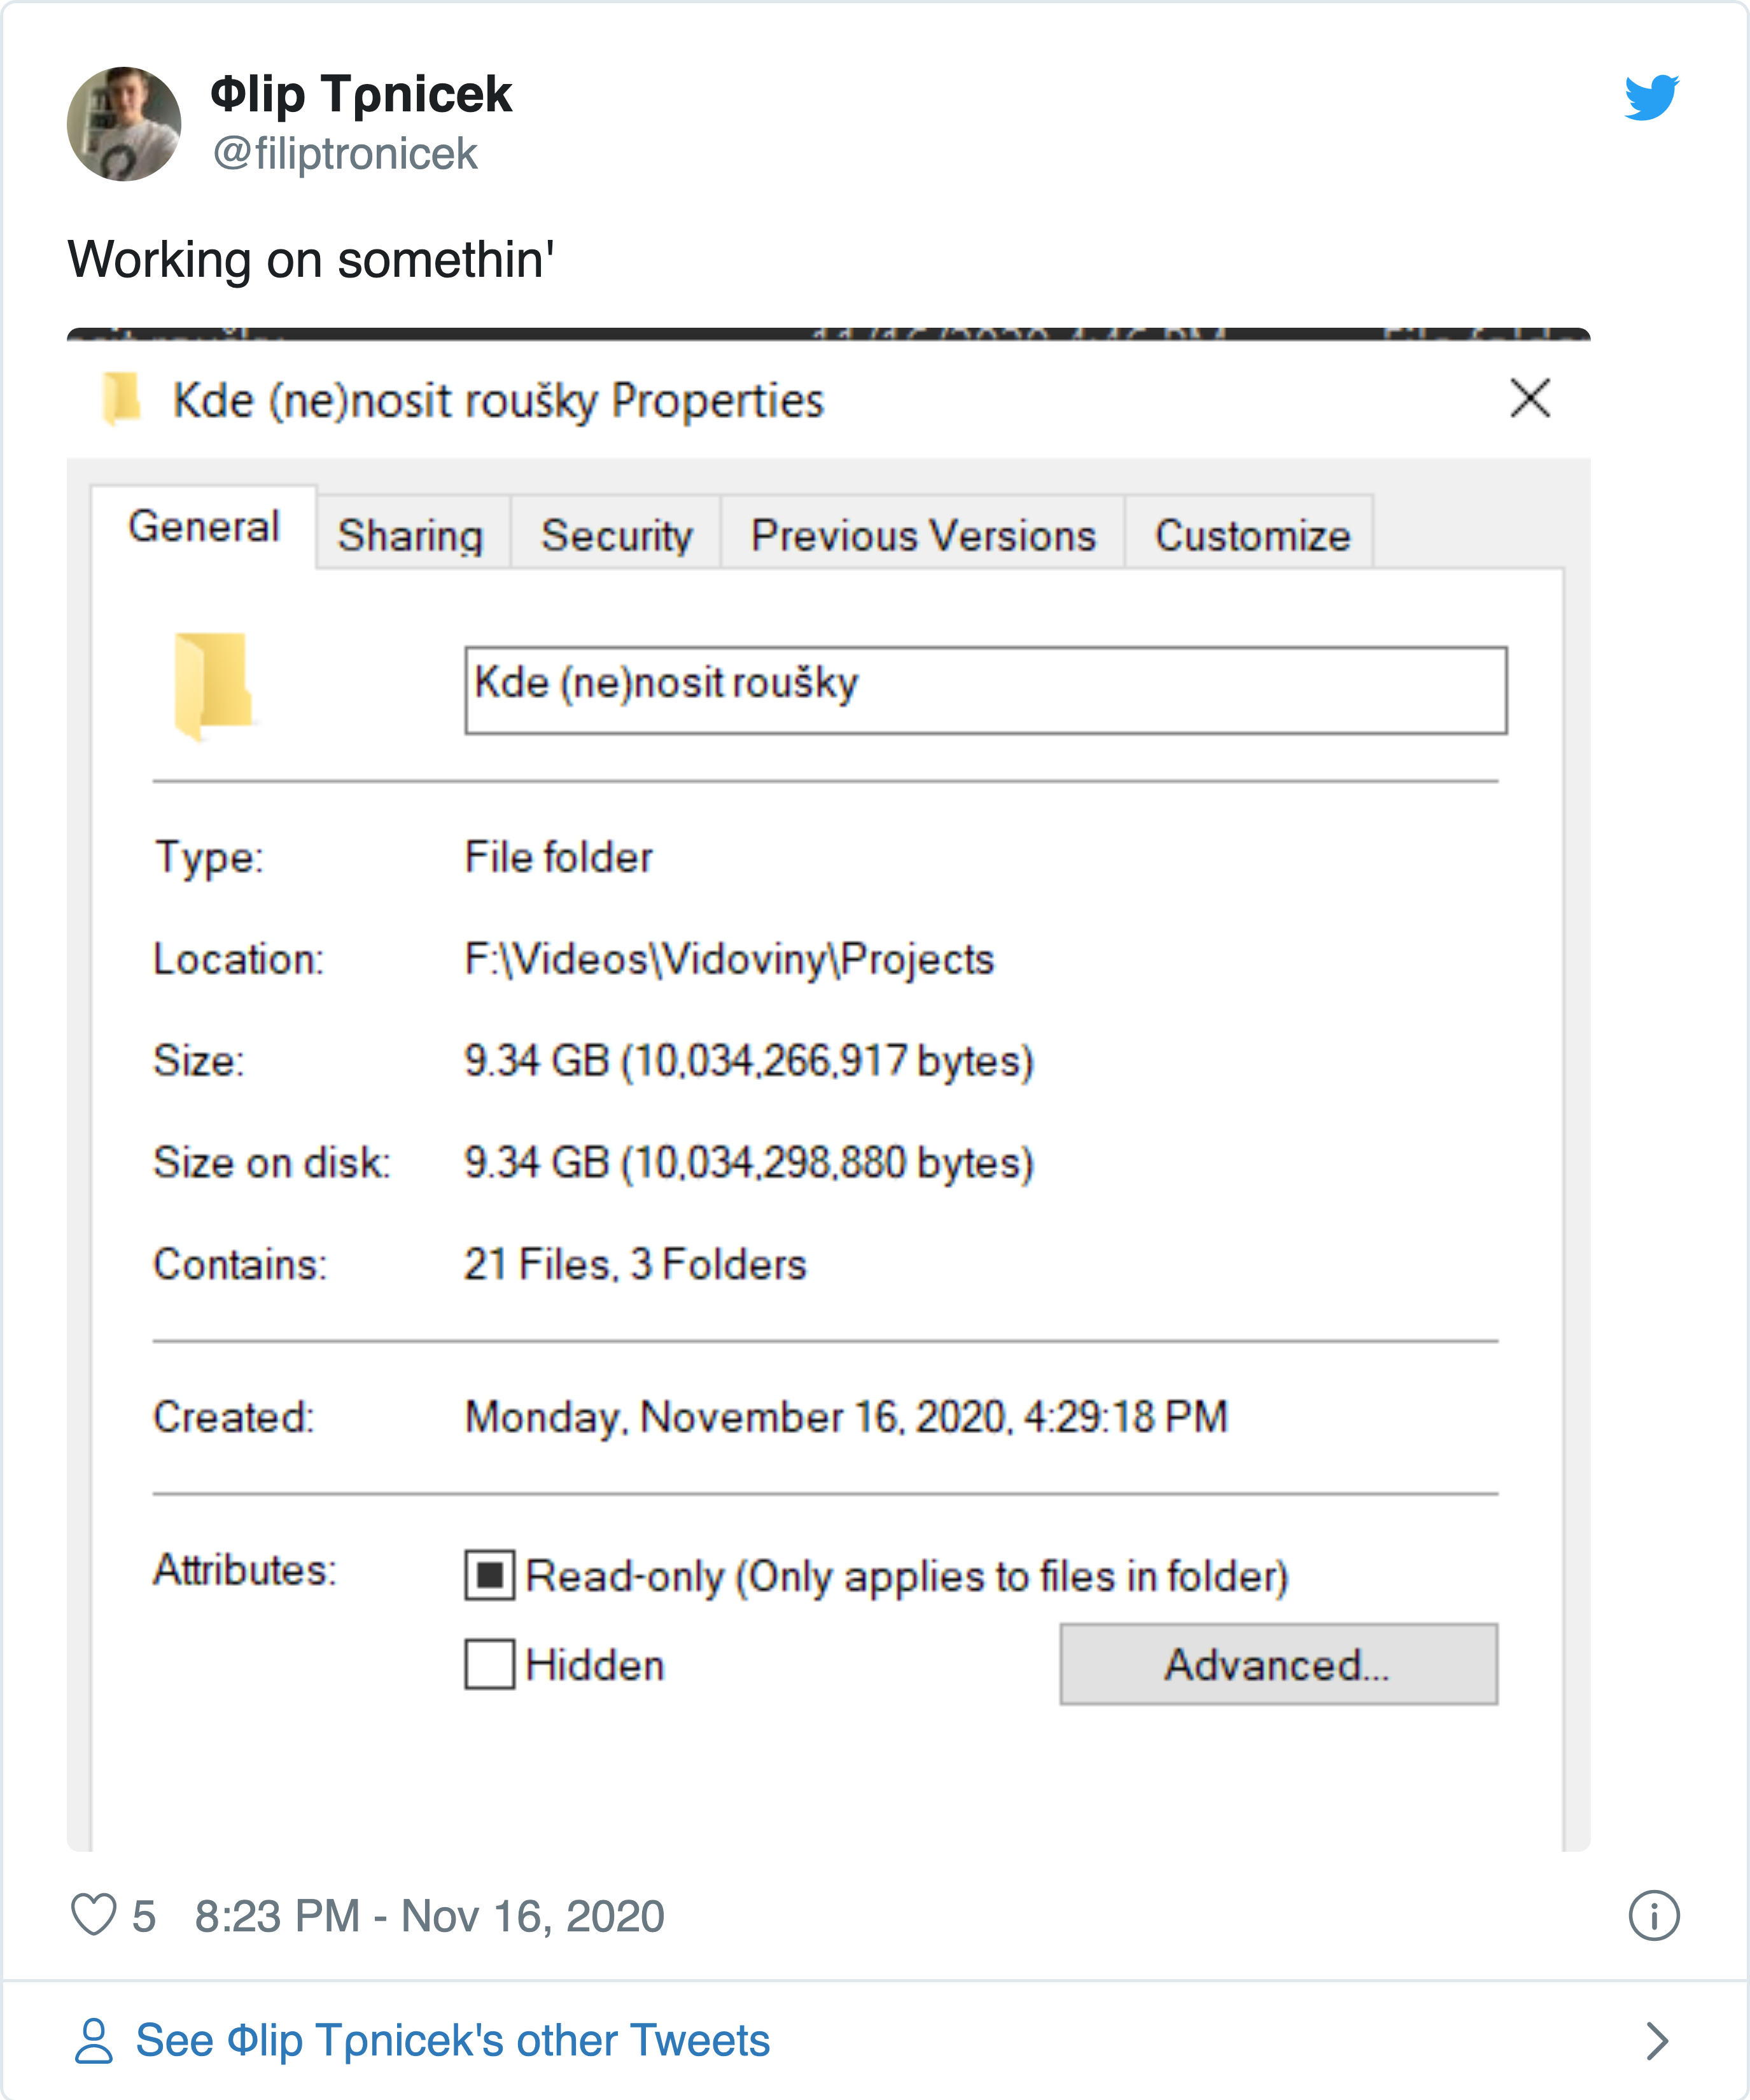 Φlip Tρnicek
@filiptronicek
Working on somethin'
Kde (ne)nosit roušky Properties
General Sharing Security Previous Versions Customize
Kde (ne)nosit roušky
Type: File folder
Location: F:\Videos\Vidoviny\Projects
Size: 9.34 GB (10,034,266,917 bytes)
Size on disk: 9.34 GB (10,034,298,880 bytes)
Contains: 21 Files, 3 Folders
Created: Monday, November 16, 2020, 4:29:18 PM
Attributes: Read-only (Only applies to files in folder)
Hidden Advanced...
5 8:23 PM - Nov 16, 2020
See Φlip Tρnicek's other Tweets